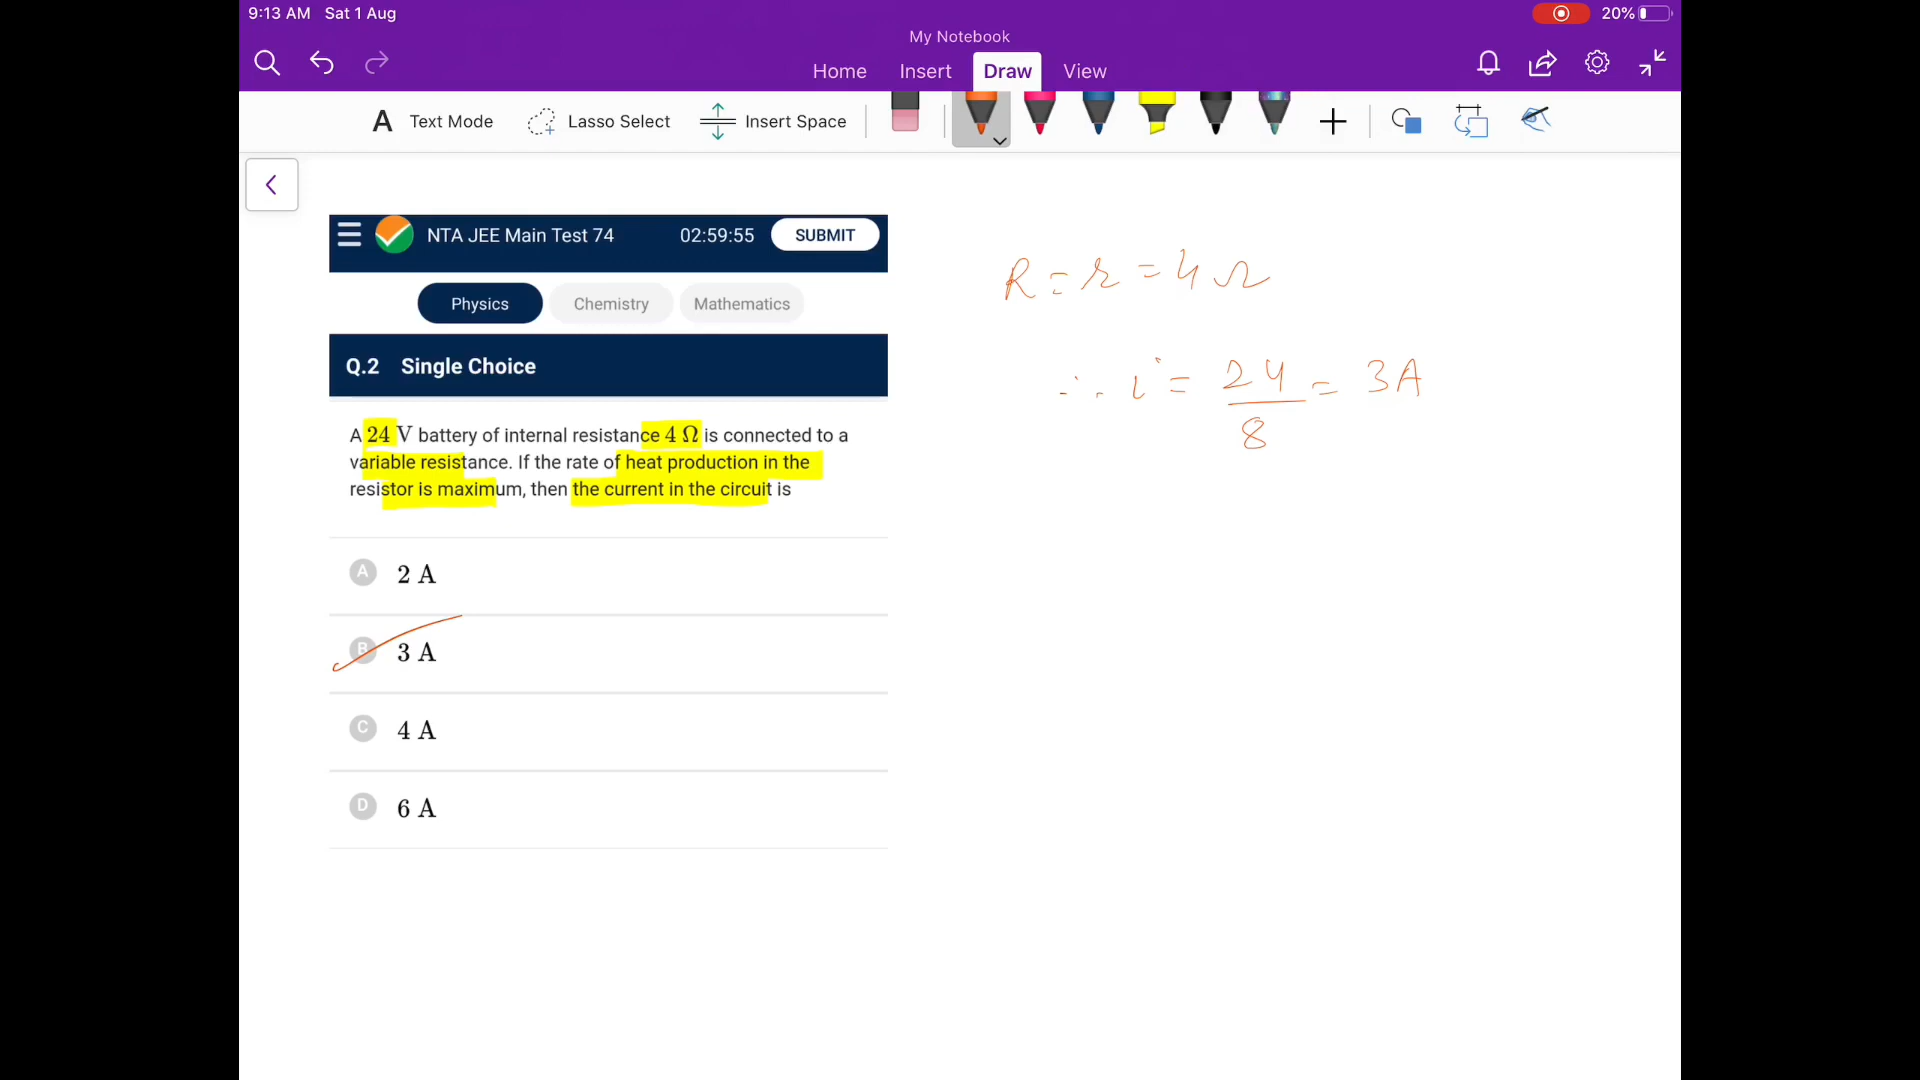 9:13 AM Sat 1 Aug
20%
My Notebook
Home Insert Draw View
A Text Mode Lasso Select Insert Space
NTA JEE Main Test 74 02:59:55 SUBMIT
Physics Chemistry Mathematics
Q.2 Single Choice
A 24 V battery of internal resistance 4 Ω is connected to a
variable resistance. If the rate of heat production in the
resistor is maximum, then the current in the circuit is
A 2 A
B 3 A
C 4 A
D 6 A
R = r = 4 Ω
∴ i = 24/8 = 3A